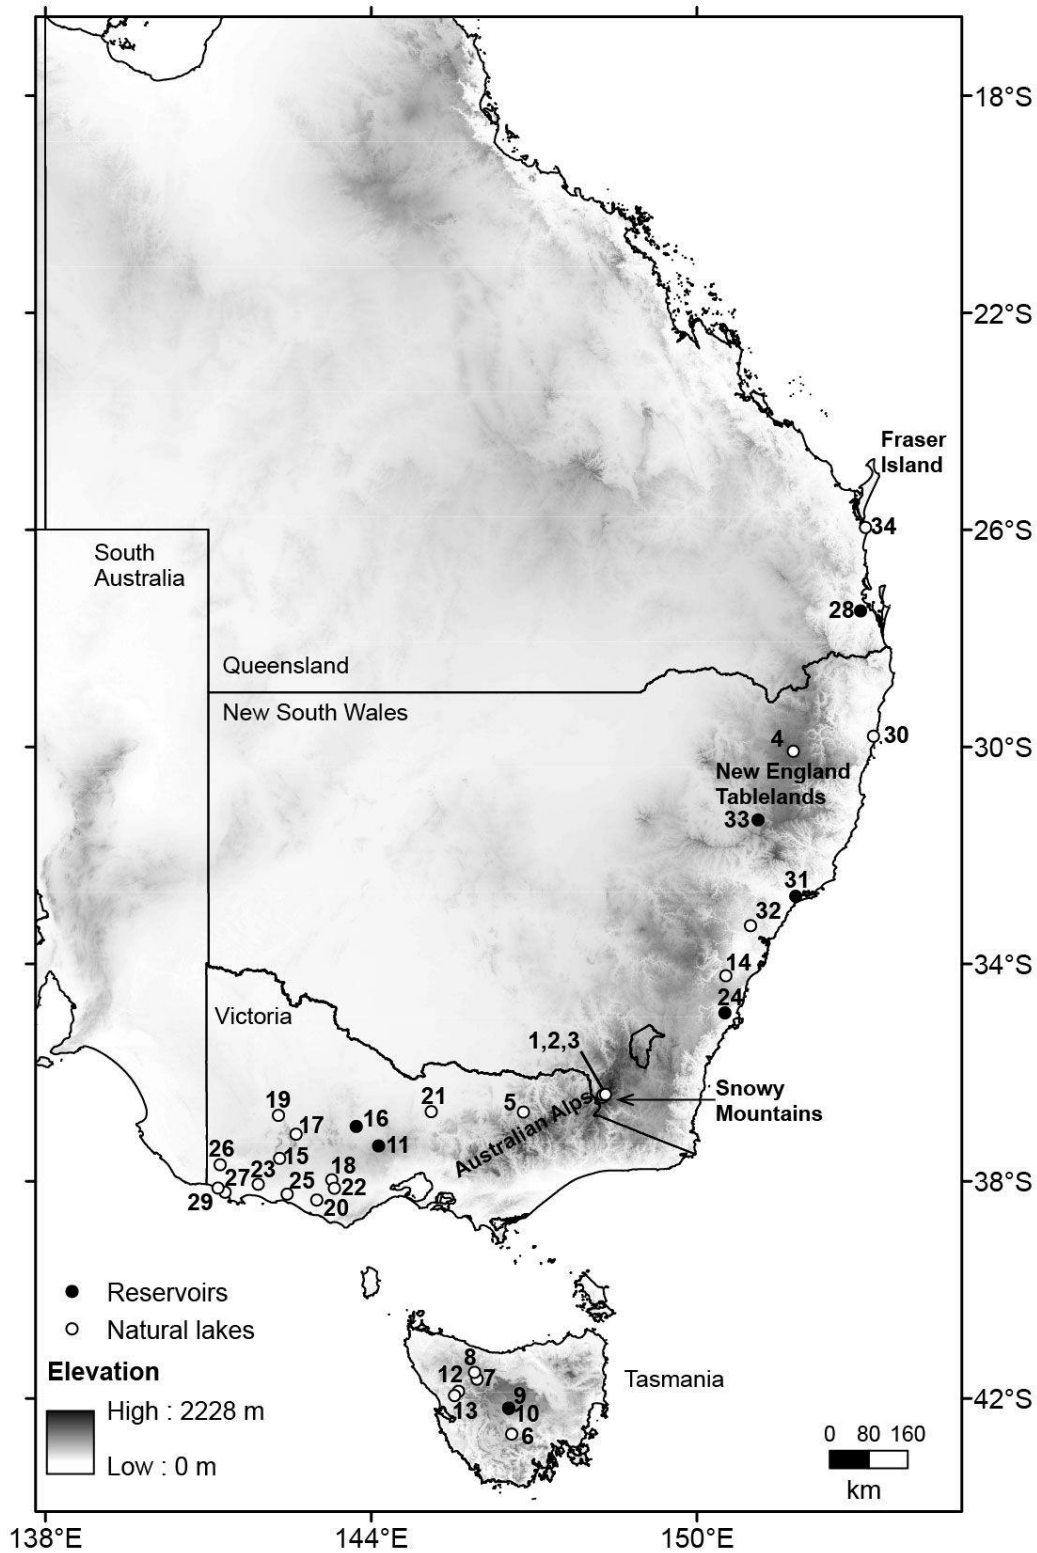 18°S
22°S
Fraser
Island
34
26°S
South
Australia
28
Queensland
New South Wales
30
4
30°S
New England
Tablelands
33
31
32
14
34°S
24
Victoria
1,2,3
Snowy
Mountains
Australian Alps
5
21
19
17
16
11
15
26
23
18
27
25
22
29
20
38°S
Reservoirs
Natural lakes
Elevation
High : 2228 m
Low : 0 m
8
7
12
13
9
10
6
Tasmania
42°S
0 80 160
km
138°E
144°E
150°E